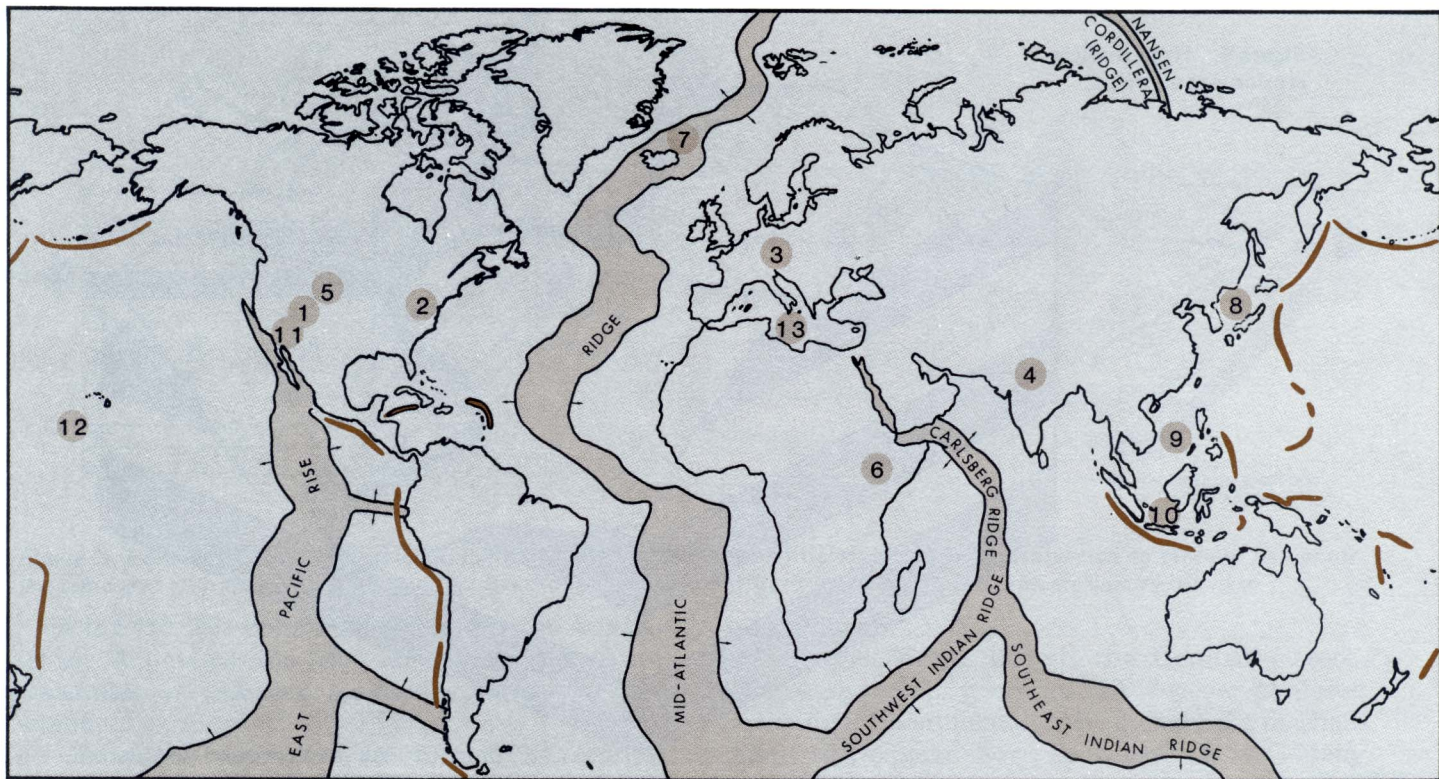 NANSEN
CORDILLERA
(RIDGE)
7
3
5
1
2
11
13
8
4
12
9
6
10
RIDGE
MID-ATLANTIC
EAST
PACIFIC
RISE
CARLSBERG RIDGE
SOUTHWEST INDIAN RIDGE
SOUTHEAST INDIAN RIDGE